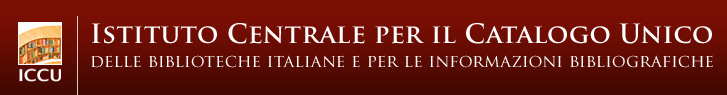 ISTITUTO CENTRALE PER IL CATALOGO UNICO
DELLE BIBLIOTECHE ITALIANE E PER LE INFORMAZIONI BIBLIOGRAFICHE
ICCU